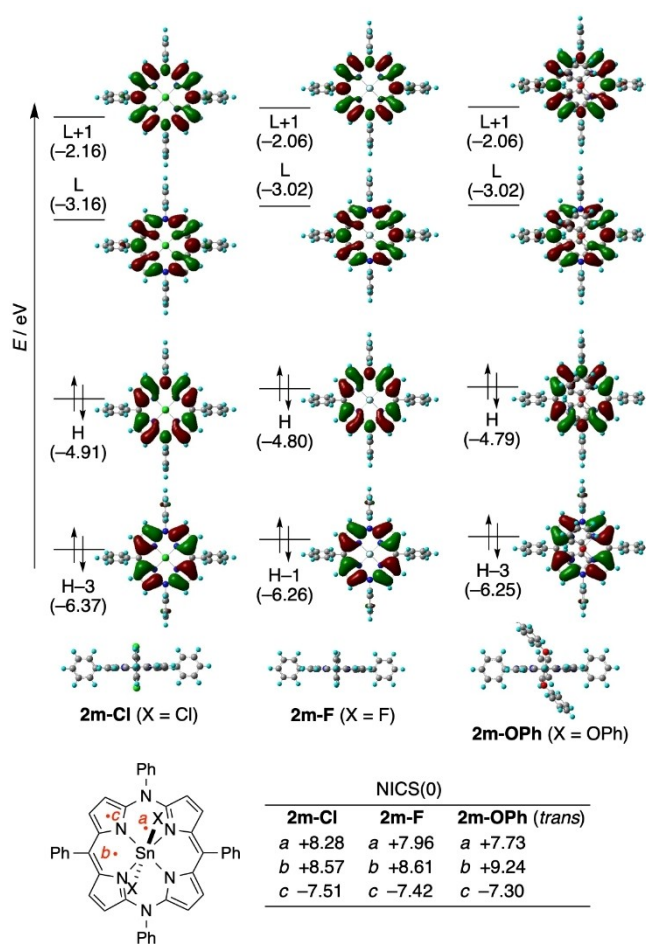 L+1
(−2.16)
L
(−3.16)
H
(−4.91)
H−3
(−6.37)
L+1
(−2.06)
L
(−3.02)
H
(−4.80)
H−1
(−6.26)
L+1
(−2.06)
L
(−3.02)
H
(−4.79)
H−3
(−6.25)
E / eV
2m-Cl (X = Cl)
2m-F (X = F)
2m-OPh (X = OPh)
Ph
N
c
a
X
N
N
Ph
b
Sn
Ph
N
X
N
N
Ph
NICS(0)
2m-Cl 2m-F 2m-OPh (trans)
a +8.28 a +7.96 a +7.73
b +8.57 b +8.61 b +9.24
c −7.51 c −7.42 c −7.30